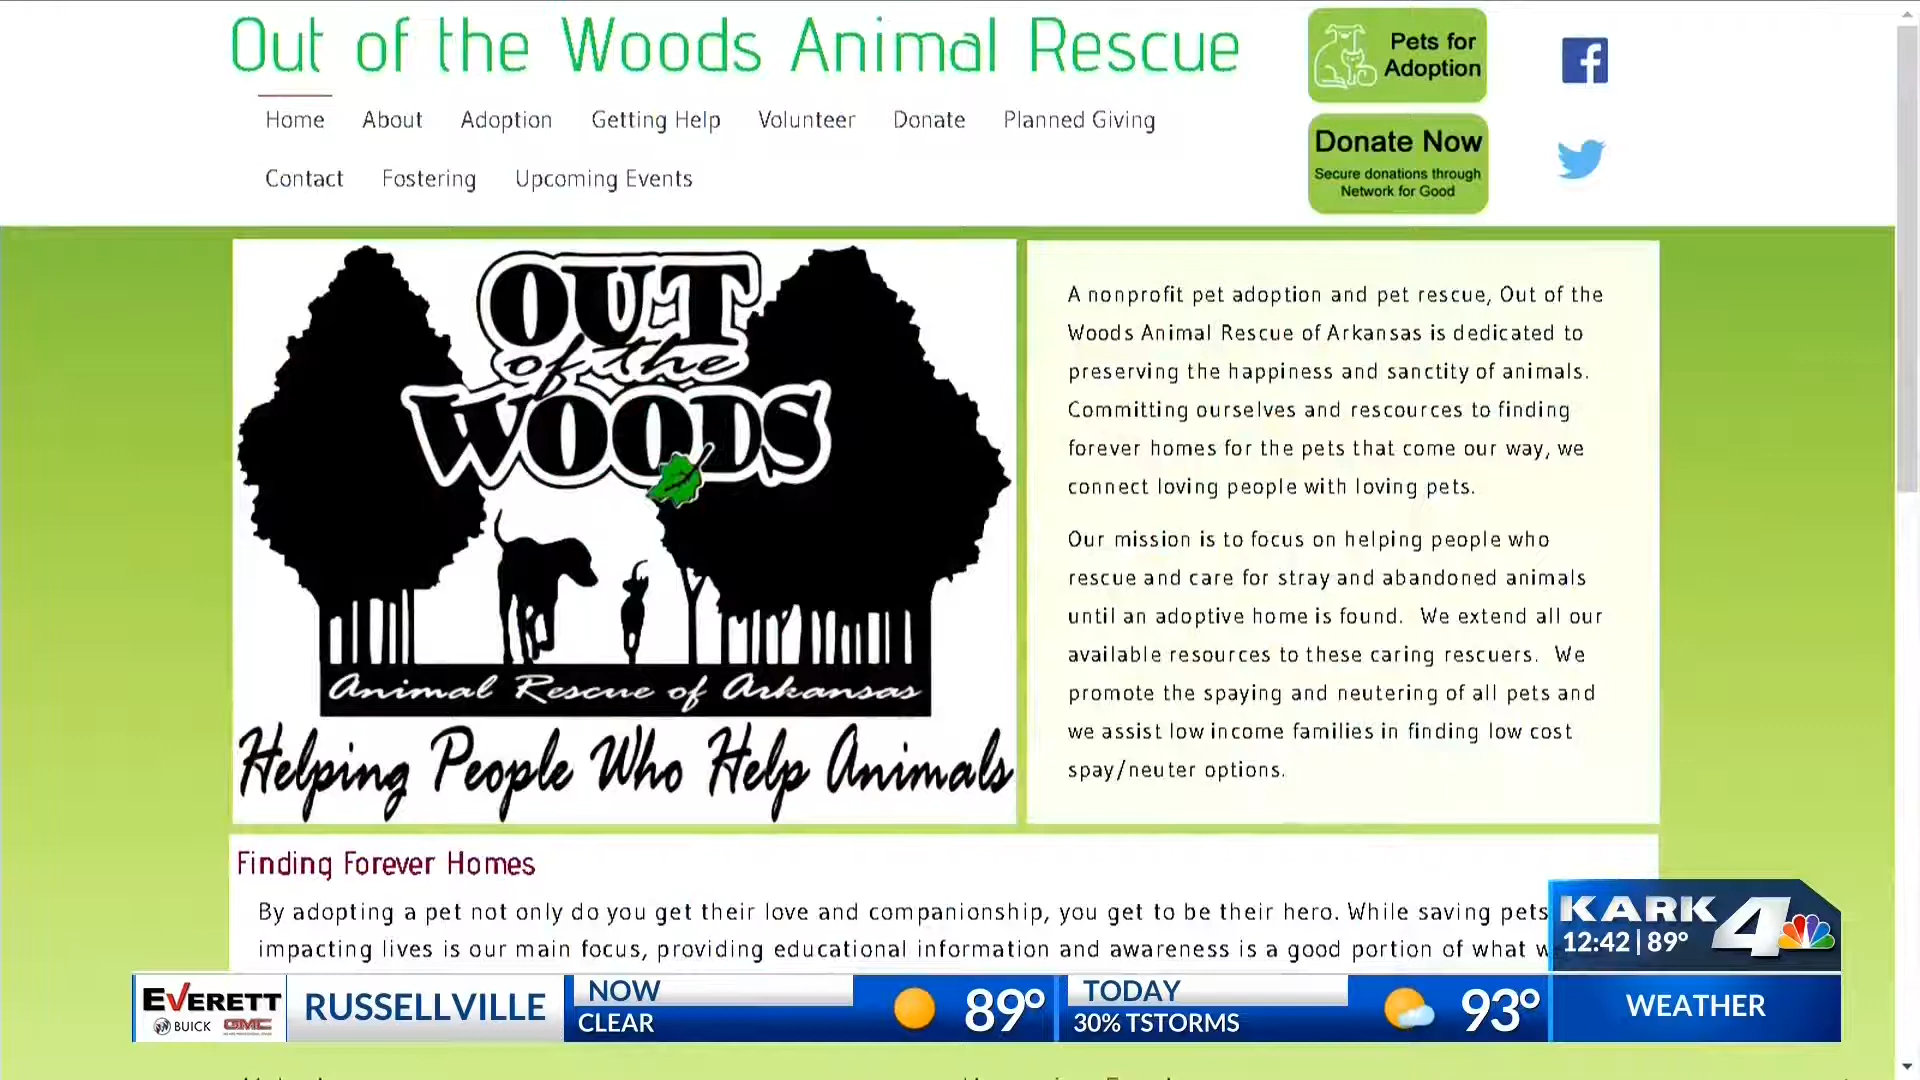 Out of the Woods Animal Rescue
Pets for
Adoption
Home About Adoption Getting Help Volunteer Donate Planned Giving
Donate Now
Secure donations through
Network for Good
Contact Fostering Upcoming Events
OUT
of the
WOODS
Animal Rescue of Arkansas
Helping People Who Help Animals
A nonprofit pet adoption and pet rescue, Out of the
Woods Animal Rescue of Arkansas is dedicated to
preserving the happiness and sanctity of animals.
Committing ourselves and rescources to finding
forever homes for the pets that come our way, we
connect loving people with loving pets.
Our mission is to focus on helping people who
rescue and care for stray and abandoned animals
until an adoptive home is found. We extend all our
available resources to these caring rescuers. We
promote the spaying and neutering of all pets and
we assist low income families in finding low cost
spay/neuter options.
Finding Forever Homes
By adopting a pet not only do you get their love and companionship, you get to be their hero. While saving pets
impacting lives is our main focus, providing educational information and awareness is a good portion of what
KARK 4
12:42 | 89°
EVERETT
BUICK GMC
RUSSELLVILLE
NOW
CLEAR
89°
TODAY
30% TSTORMS
93°
WEATHER